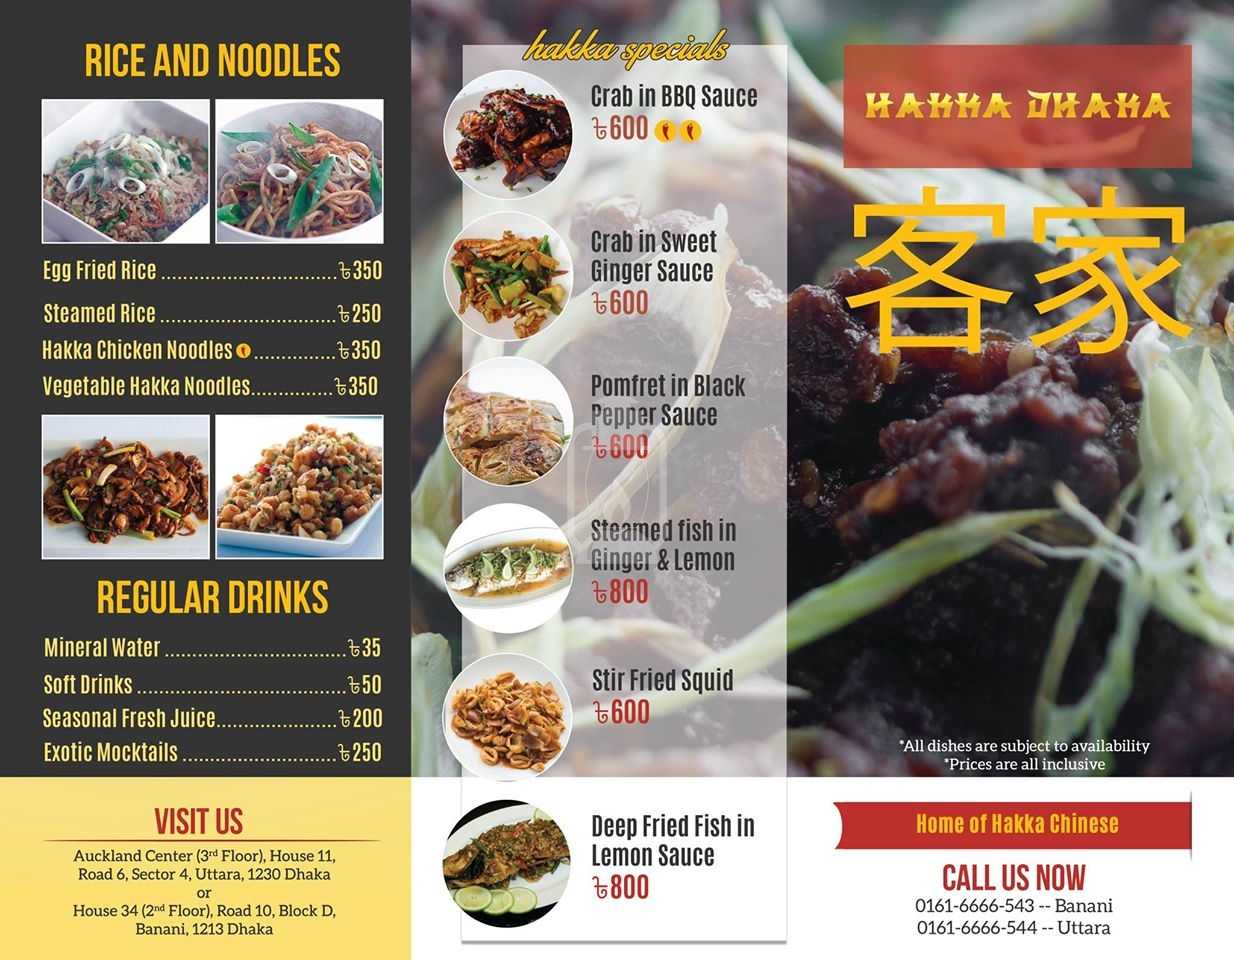 RICE AND NOODLES
Egg Fried Rice ................................৳350
Steamed Rice ................................৳250
Hakka Chicken Noodles ...............৳350
Vegetable Hakka Noodles...............৳350
REGULAR DRINKS
Mineral Water .................................৳35
Soft Drinks ......................................৳50
Seasonal Fresh Juice......................৳200
Exotic Mocktails ............................৳250
VISIT US
Auckland Center (3rd Floor), House 11,
Road 6, Sector 4, Uttara, 1230 Dhaka
or
House 34 (2nd Floor), Road 10, Block D,
Banani, 1213 Dhaka
hakka specials
Crab in BBQ Sauce
৳600
Crab in Sweet
Ginger Sauce
৳600
Pomfret in Black
Pepper Sauce
৳600
Steamed fish in
Ginger & Lemon
৳800
Stir Fried Squid
৳600
Deep Fried Fish in
Lemon Sauce
৳800
HAKKA DHAKA
客家
*All dishes are subject to availability
*Prices are all inclusive
Home of Hakka Chinese
CALL US NOW
0161-6666-543 -- Banani
0161-6666-544 -- Uttara